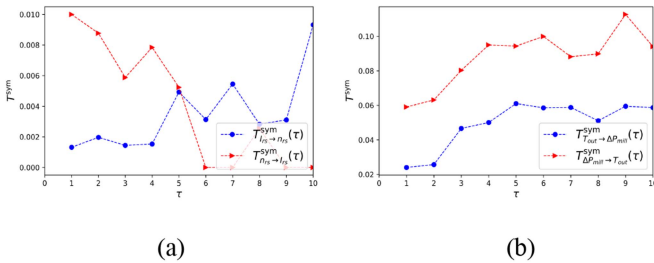 0.010
0.008
0.006
0.004
0.002
0.000
T^sym
0 1 2 3 4 5 6 7 8 9 10
τ
T^sym_{I_rs→n_rs}(τ)
T^sym_{n_rs→I_rs}(τ)
(a)
0.10
0.08
0.06
0.04
0.02
T^sym
0 1 2 3 4 5 6 7 8 9 10
τ
T^sym_{T_out→ΔP_mill}(τ)
T^sym_{ΔP_mill→T_out}(τ)
(b)